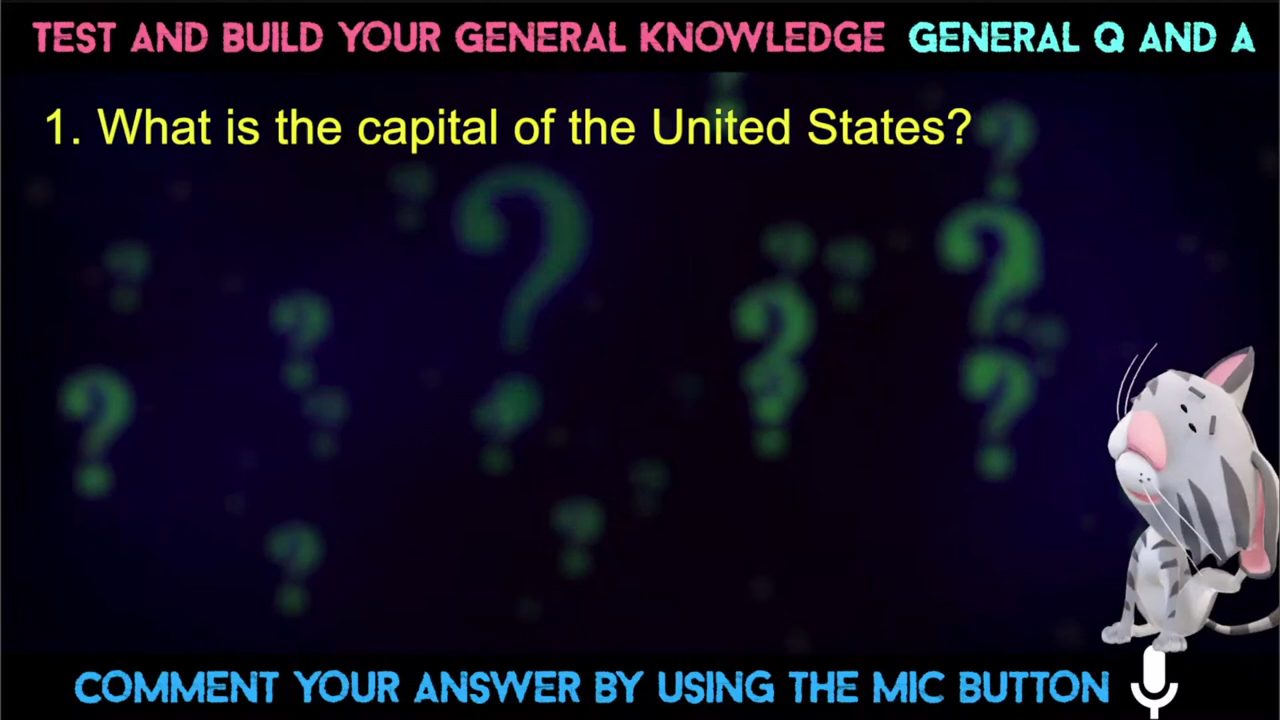 TEST AND BUILD YOUR GENERAL KNOWLEDGE GENERAL Q AND A
1. What is the capital of the United States?
COMMENT YOUR ANSWER BY USING THE MIC BUTTON